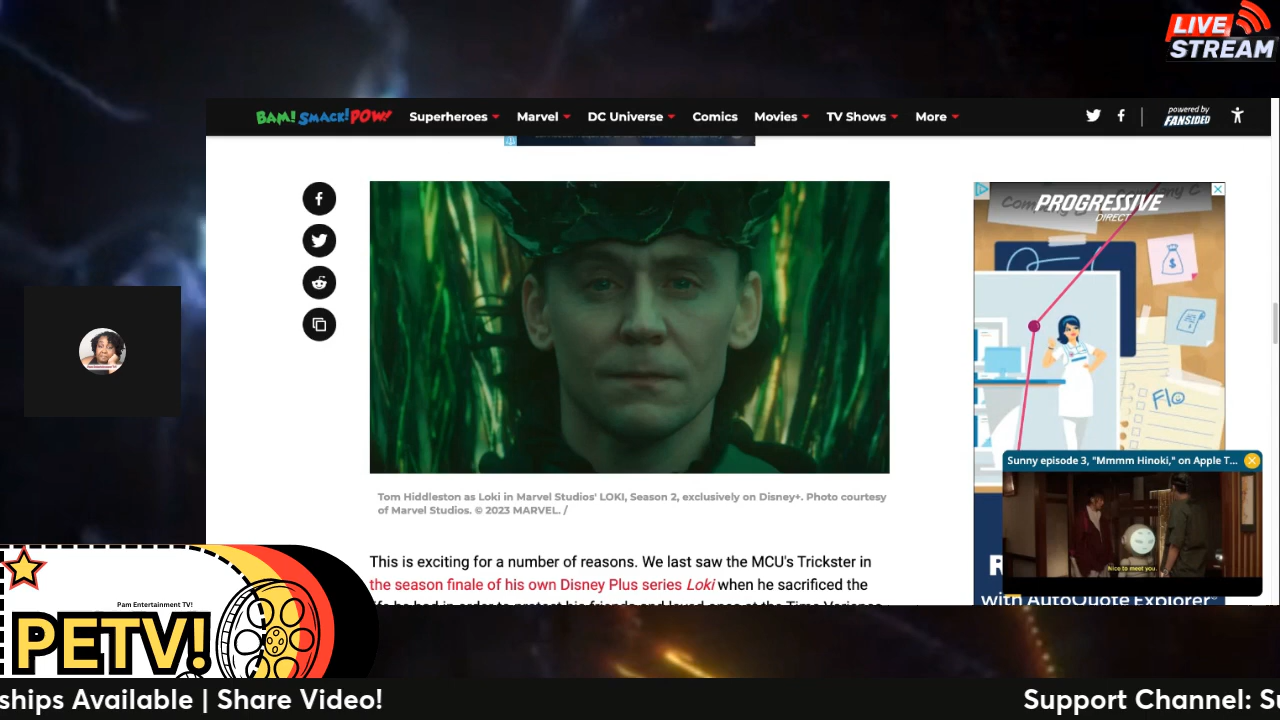 LIVE
STREAM
BAM! SMACK! POW! Superheroes Marvel DC Universe Comics Movies TV Shows More
powered by
FANSIDED
PROGRESSIVE
DIRECT
Flo
Sunny episode 3, "Mmmm Hinoki," on Apple T...
Nice to meet you.
with AutoQuote Explorer®
Tom Hiddleston as Loki in Marvel Studios' LOKI, Season 2, exclusively on Disney+. Photo courtesy
of Marvel Studios. © 2023 MARVEL. /
This is exciting for a number of reasons. We last saw the MCU's Trickster in
the season finale of his own Disney Plus series Loki when he sacrificed the
Pam Entertainment TV!
PETV!
ships Available | Share Video!
Support Channel: Su